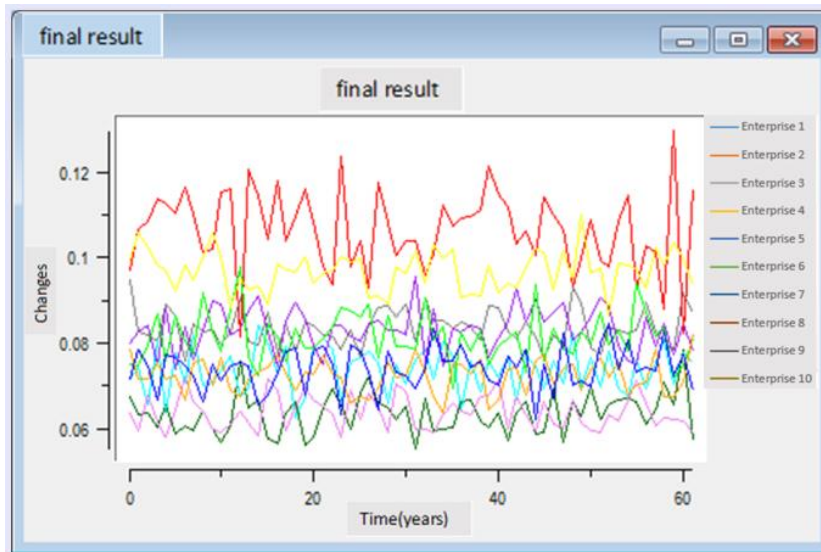 final result
final result
0.12
0.1
0.08
0.06
Changes
0
20
40
60
Time(years)
Enterprise 1
Enterprise 2
Enterprise 3
Enterprise 4
Enterprise 5
Enterprise 6
Enterprise 7
Enterprise 8
Enterprise 9
Enterprise 10